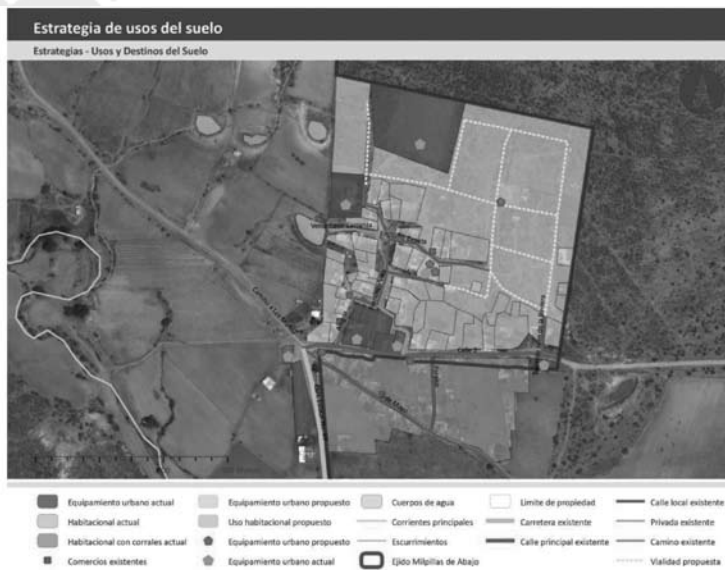 Estrategia de usos del suelo
Estrategias - Usos y Destinos del Suelo
Equipamiento urbano actual
Equipamiento urbano propuesto
Cuerpos de agua
Limite de propiedad
Calle local existente
Habitacional actual
Uso habitacional propuesto
Corrientes principales
Carretera existente
Privada existente
Habitacional con corrales actual
Equipamiento urbano propuesto
Escurrimientos
Calle principal existente
Camino existente
Comercios existentes
Equipamiento urbano actual
Ejido Milpillas de Abajo
Vialidad propuesta